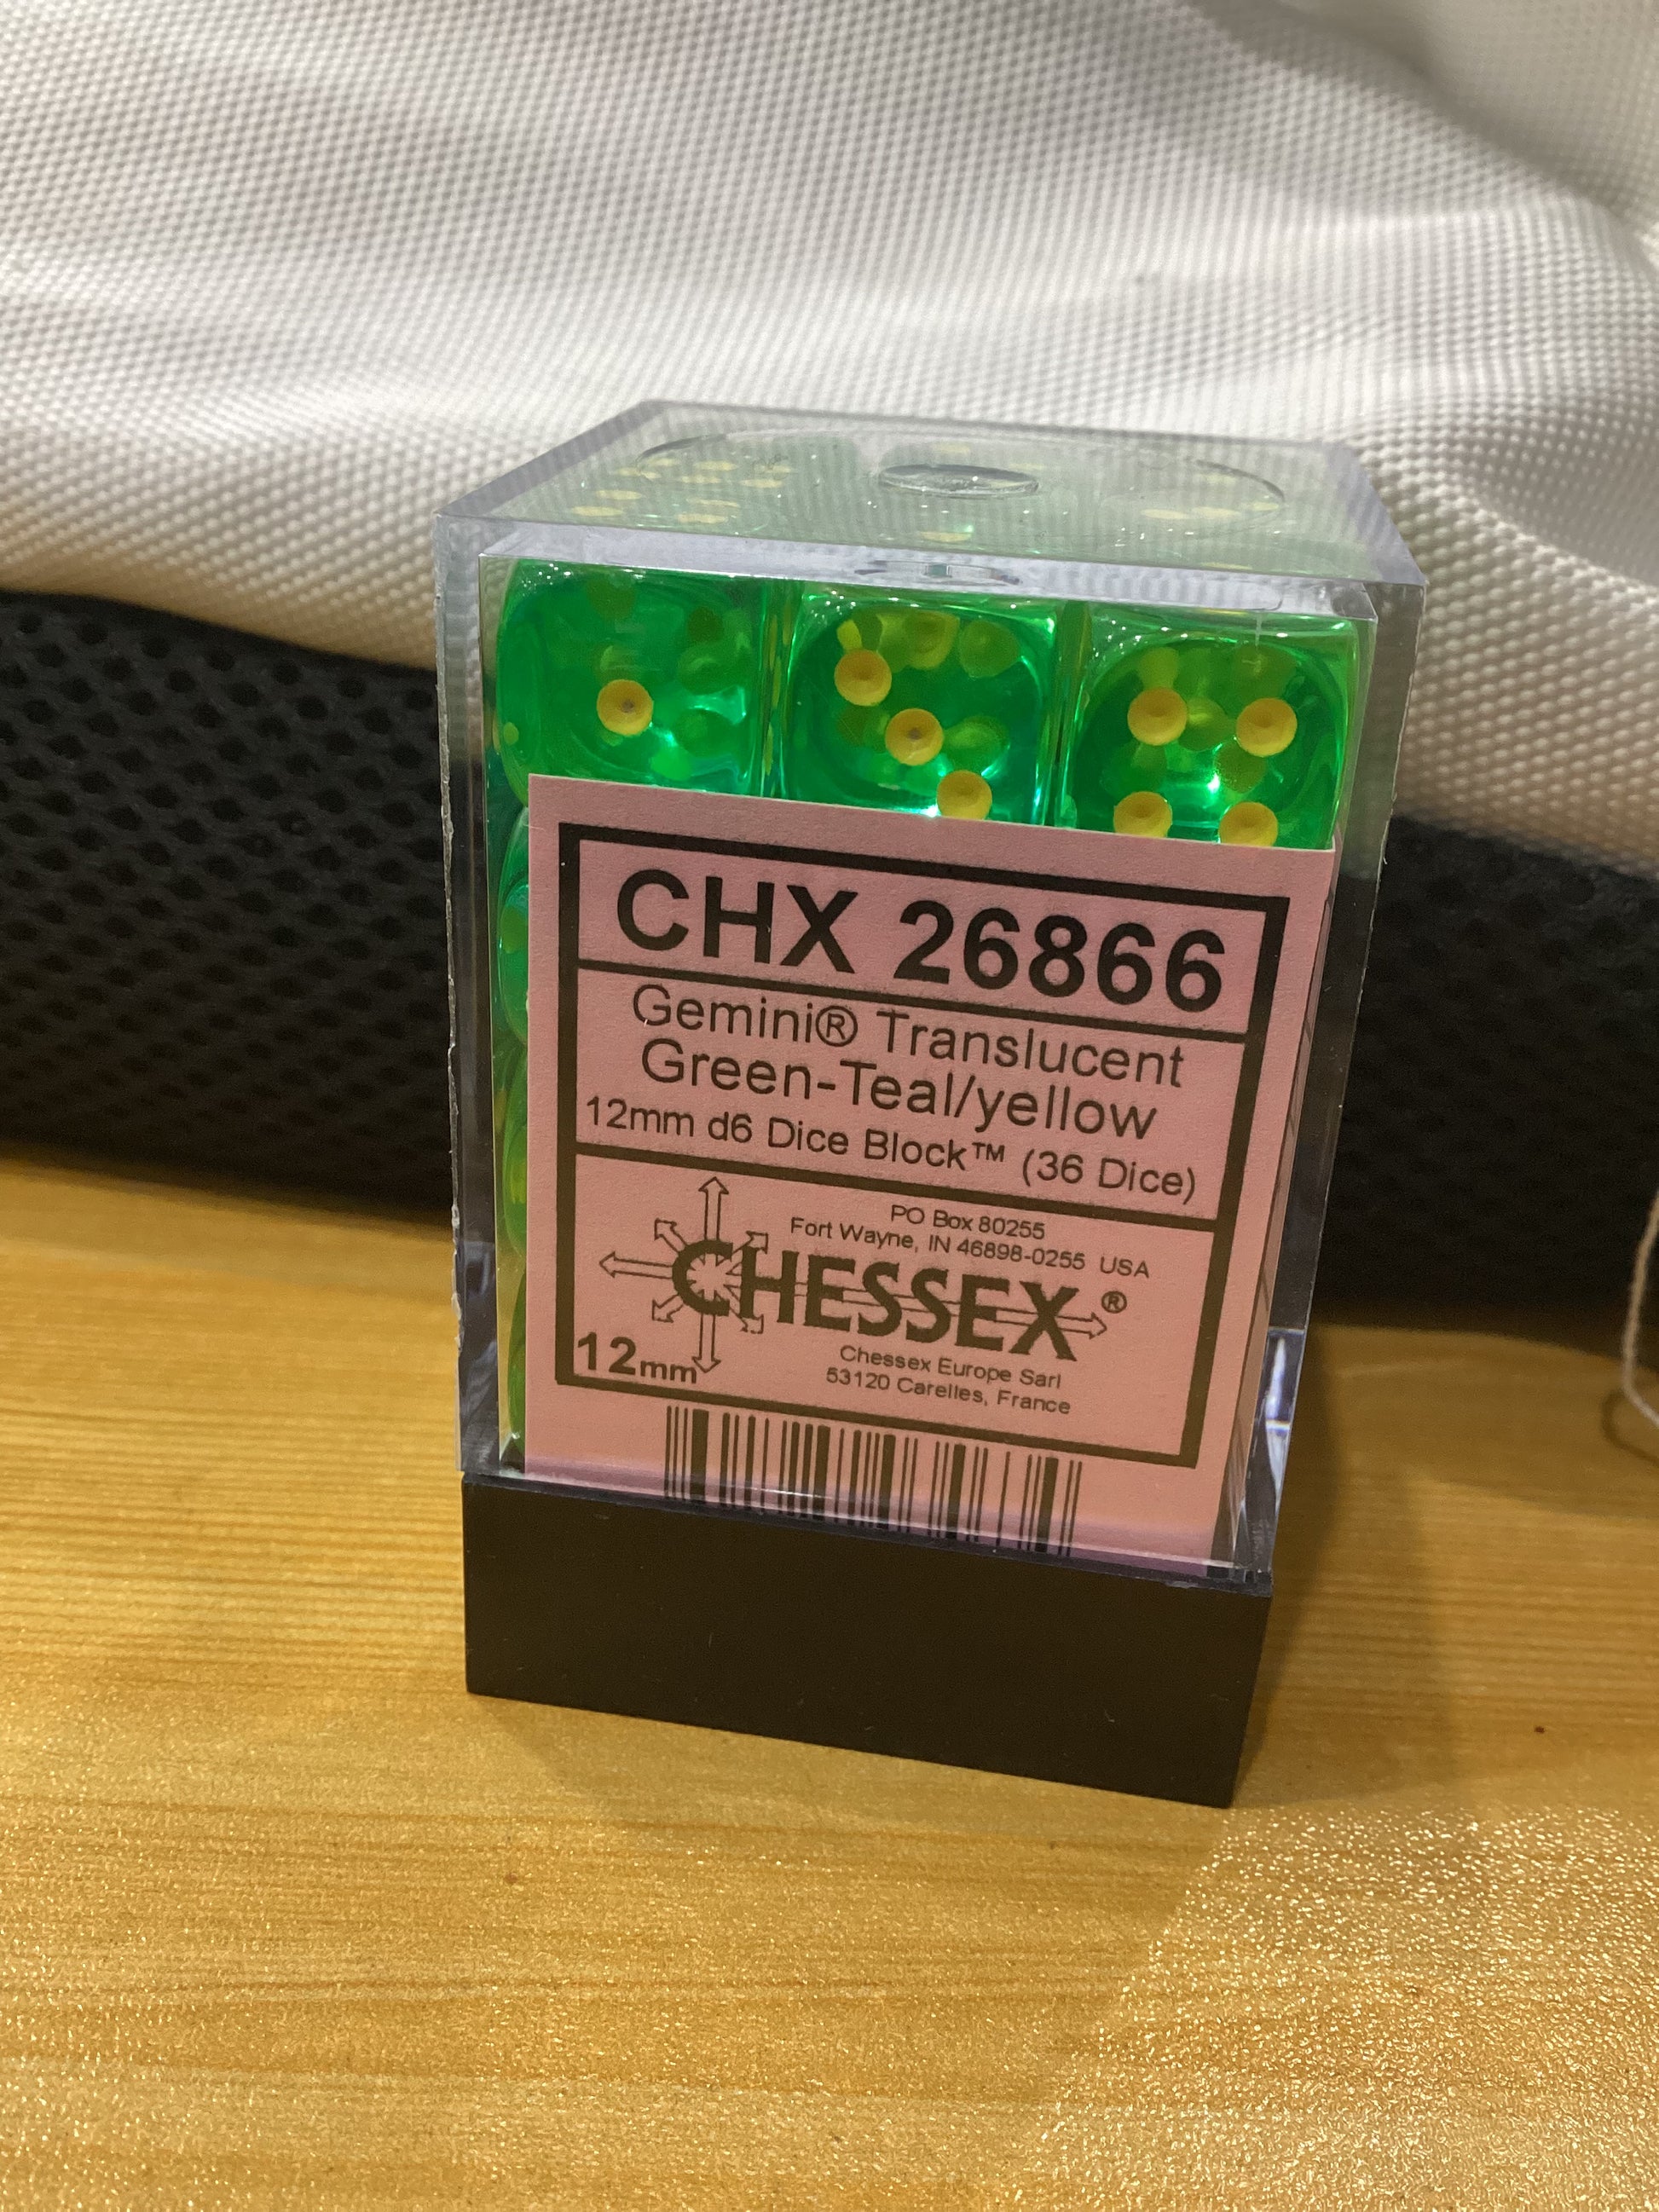 CHX 26866
Gemini® Translucent
Green-Teal/yellow
12mm d6 Dice Block™ (36 Dice)
PO Box 80255
Fort Wayne, IN 46898-0255 USA
CHESSEX®
12mm
Chessex Europe Sarl
53120 Carelles, France